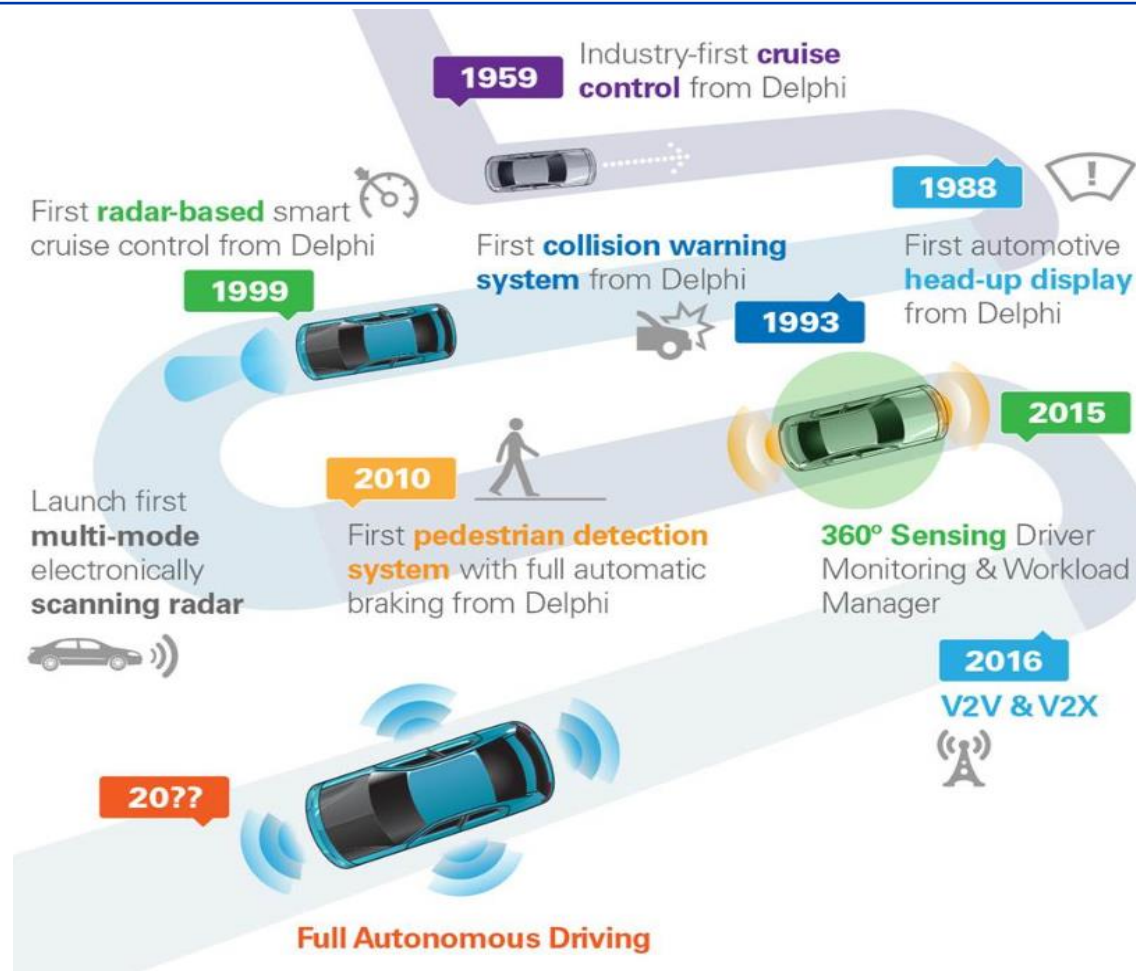 1959
Industry-first cruise
control from Delphi
1988
First automotive
head-up display
from Delphi
1993
First collision warning
system from Delphi
First radar-based smart
cruise control from Delphi
1999
Launch first
multi-mode
electronically
scanning radar
2010
First pedestrian detection
system with full automatic
braking from Delphi
2015
360º Sensing Driver
Monitoring & Workload
Manager
2016
V2V & V2X
20??
Full Autonomous Driving